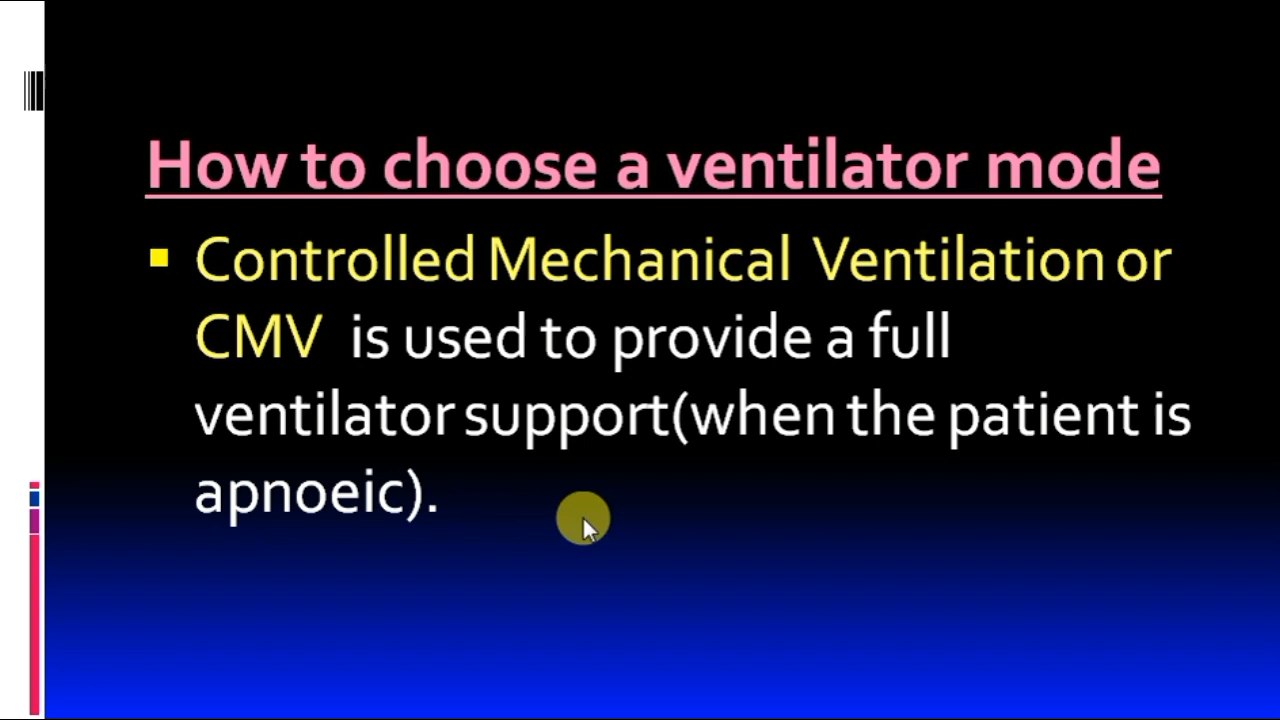 How to choose a ventilator mode
Controlled Mechanical Ventilation or
CMV is used to provide a full
ventilator support(when the patient is
apnoeic).